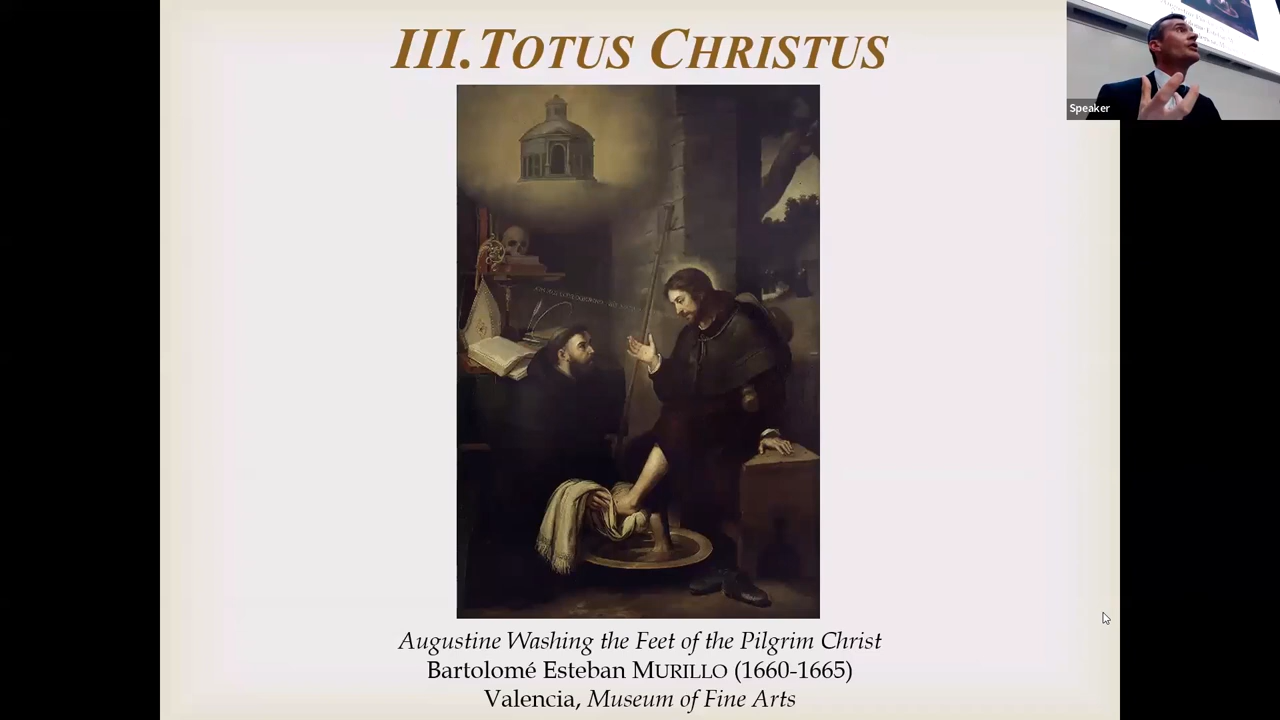 III. TOTUS CHRISTUS
Speaker
Augustine Washing the Feet of the Pilgrim Christ
Bartolomé Esteban MURILLO (1660-1665)
Valencia, Museum of Fine Arts